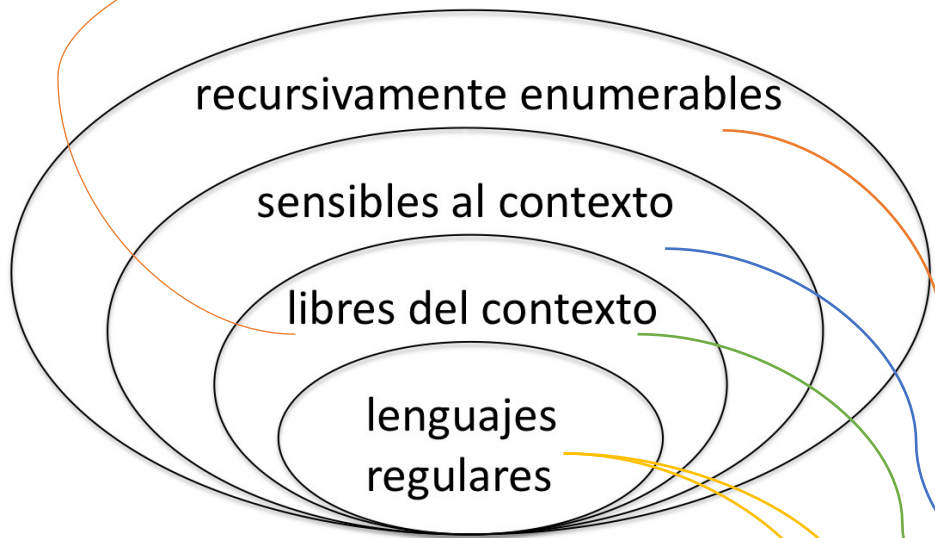 recursivamente enumerables
sensibles al contexto
libres del contexto
lenguajes
regulares